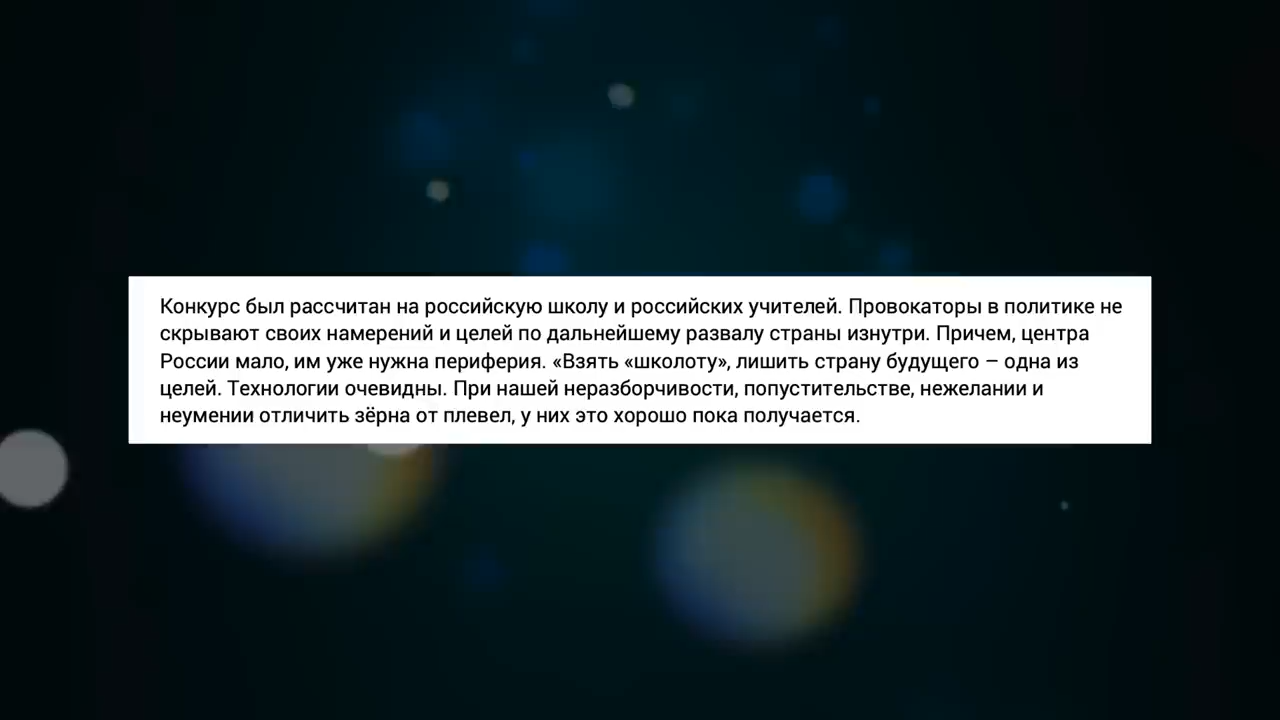 Конкурс был рассчитан на российскую школу и российских учителей. Провокаторы в политике не
скрывают своих намерений и целей по дальнейшему развалу страны изнутри. Причем, центра
России мало, им уже нужна периферия. «Взять «школоту», лишить страну будущего – одна из
целей. Технологии очевидны. При нашей неразборчивости, попустительстве, нежелании и
неумении отличить зёрна от плевел, у них это хорошо пока получается.